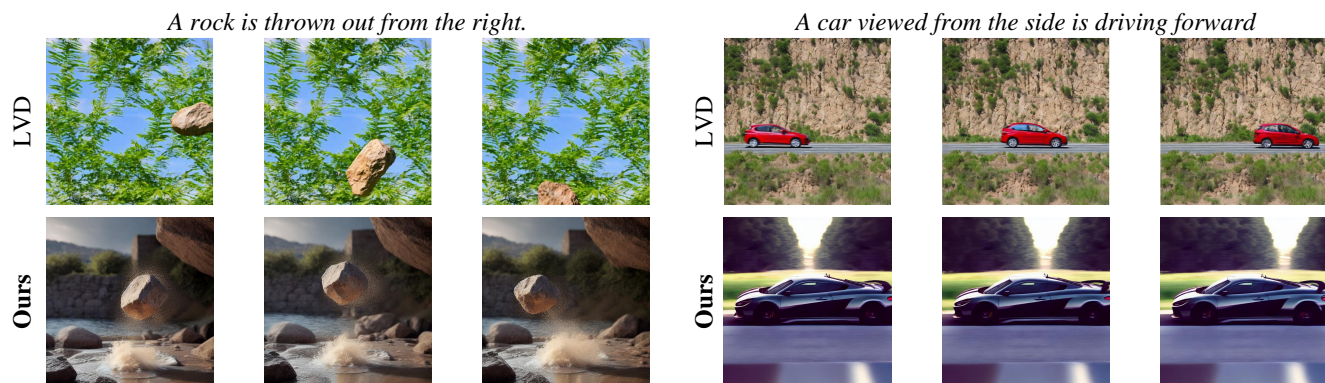 A rock is thrown out from the right.
A car viewed from the side is driving forward
LVD
LVD
Ours
Ours